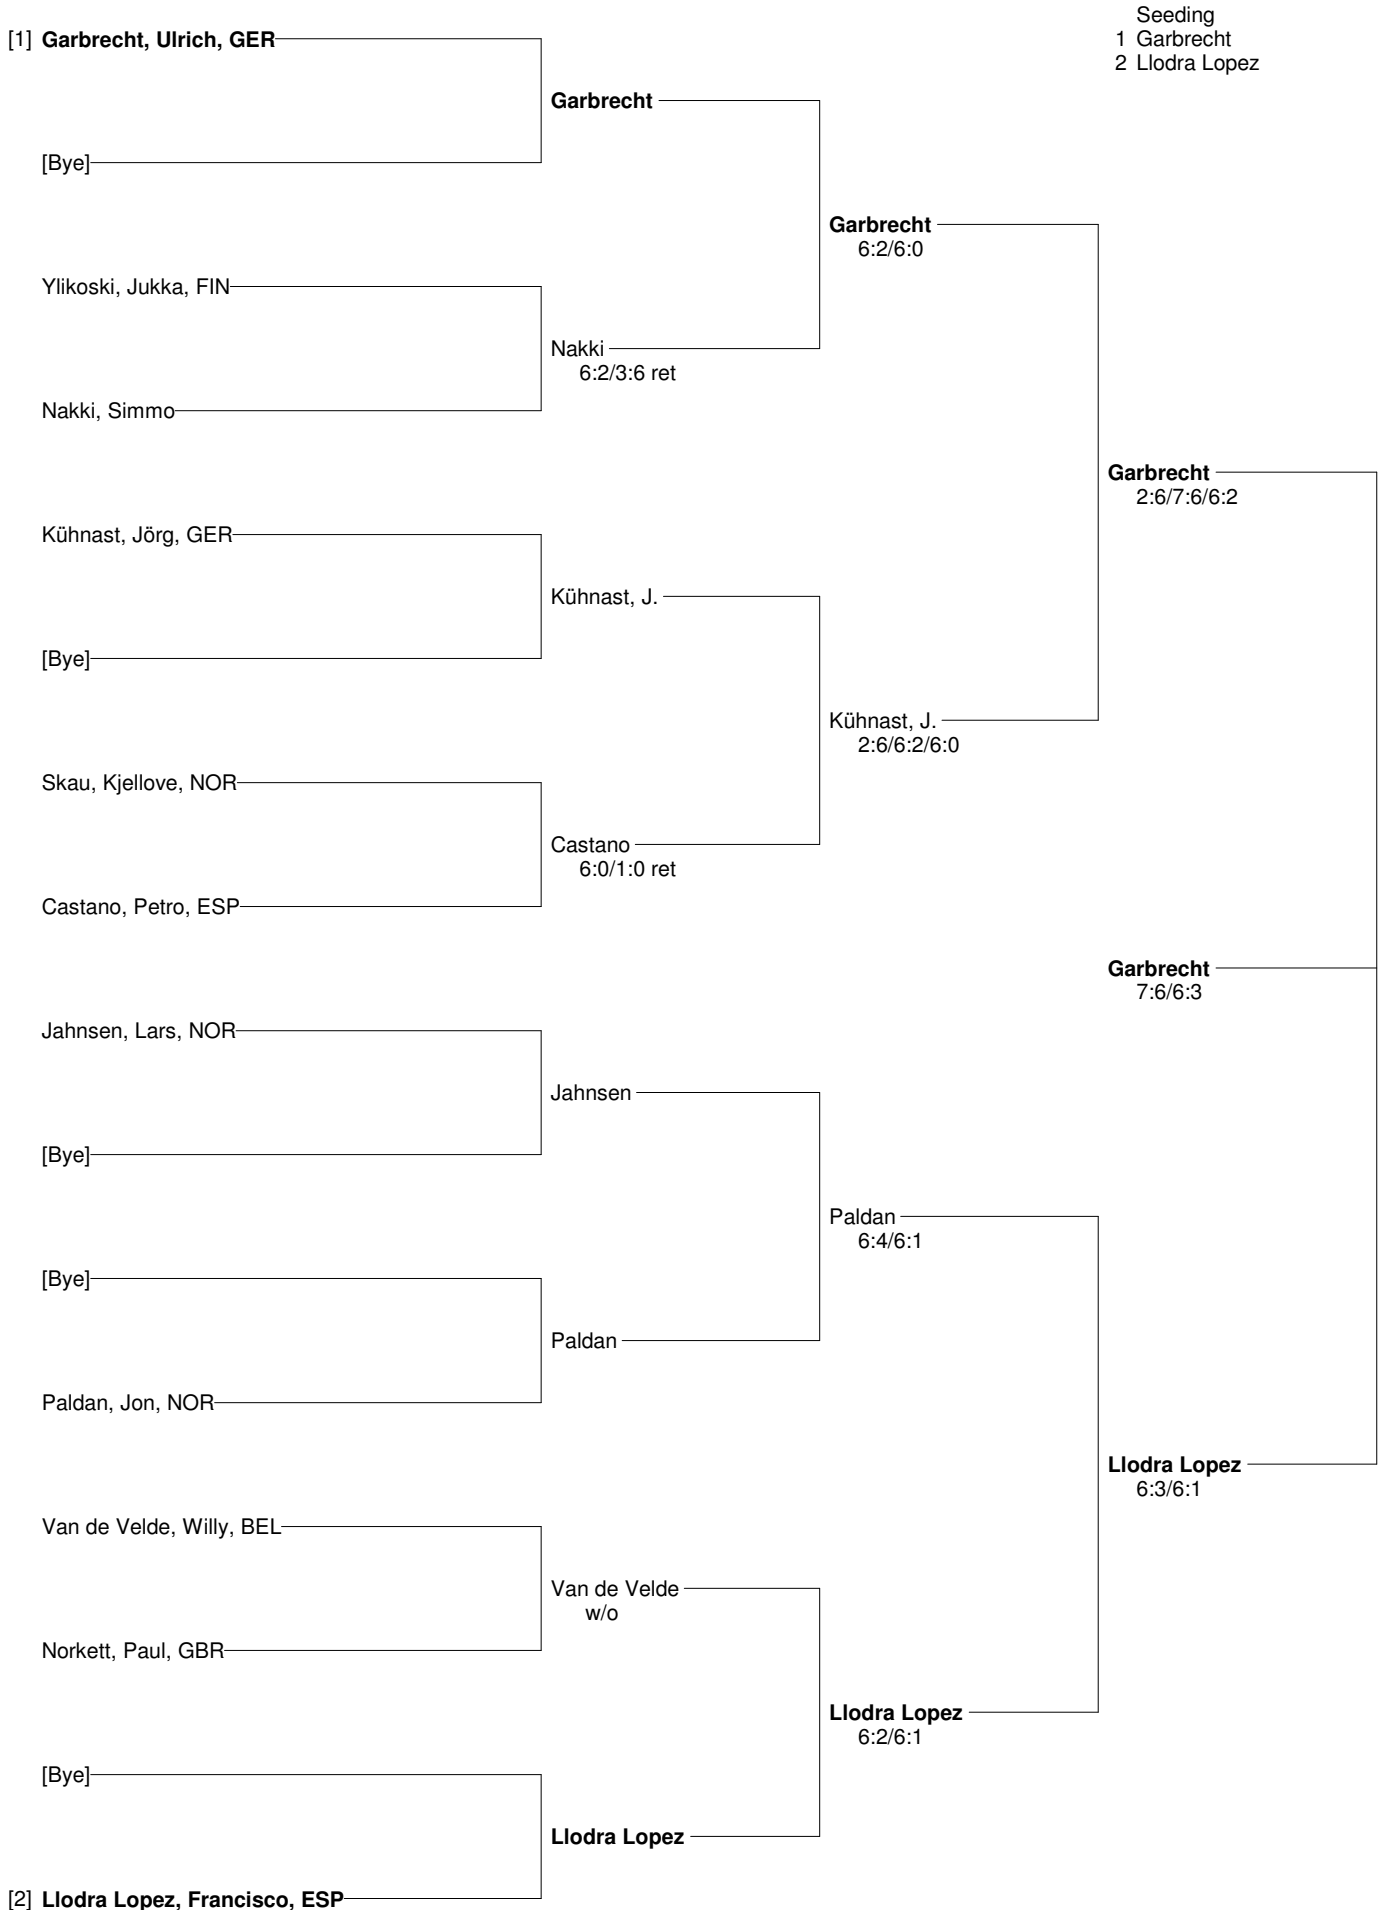 Seeding
1 Garbrecht
2 Llodra Lopez
[1] Garbrecht, Ulrich, GER
Garbrecht
[Bye]
Garbrecht
6:2/6:0
Ylikoski, Jukka, FIN
Nakki
6:2/3:6 ret
Nakki, Simmo
Garbrecht
2:6/7:6/6:2
Kühnast, Jörg, GER
Kühnast, J.
[Bye]
Kühnast, J.
2:6/6:2/6:0
Skau, Kjellove, NOR
Castano
6:0/1:0 ret
Castano, Petro, ESP
Garbrecht
7:6/6:3
Jahnsen, Lars, NOR
Jahnsen
[Bye]
Paldan
6:4/6:1
[Bye]
Paldan
Paldan, Jon, NOR
Llodra Lopez
6:3/6:1
Van de Velde, Willy, BEL
Van de Velde
w/o
Norkett, Paul, GBR
Llodra Lopez
6:2/6:1
[Bye]
Llodra Lopez
[2] Llodra Lopez, Francisco, ESP